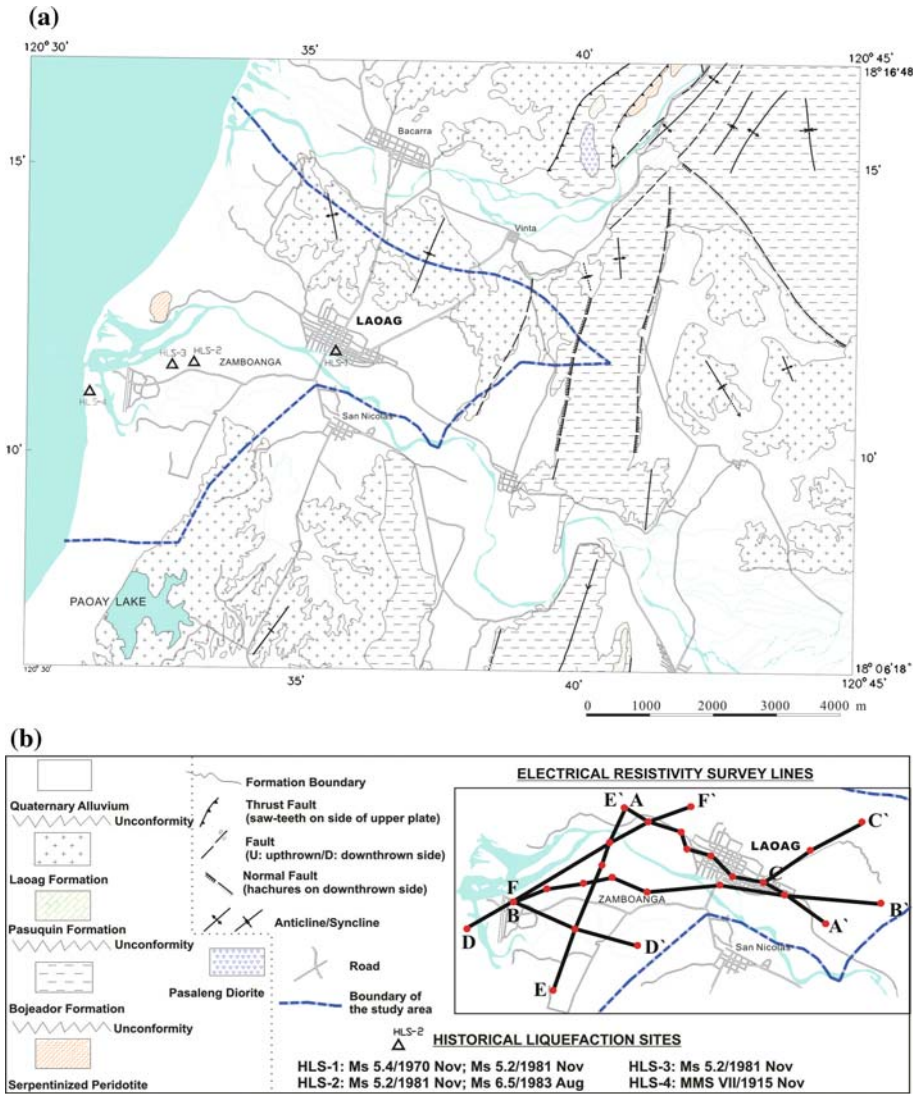 (a)
120° 30'
35'
40'
120° 45'
18° 16' 48
Bacarra
15'
15'
Vinta
LAOAG
HLS-3
HLS-2
ZAMBOANGA
HLS-1
HLS-4
San Nicolas
10'
10'
PAOAY LAKE
120° 30'
35'
40'
18° 06' 18"
120° 45'
0 1000 2000 3000 4000 m
(b)
Quaternary Alluvium
Unconformity
Laoag Formation
Pasuquin Formation
Unconformity
Bojeador Formation
Unconformity
Serpentinized Peridotite
Formation Boundary
Thrust Fault
(saw-teeth on side of upper plate)
Fault
(U: upthrown/D: downthrown side)
Normal Fault
(hachures on downthrown side)
Anticline/Syncline
Pasaleng Diorite
Road
Boundary of
the study area
ELECTRICAL RESISTIVITY SURVEY LINES
E` A F`
C`
LAOAG
C
F
B
ZAMBOANGA
B`
A`
D
D`
San Nicolas
E
HLS-2
HISTORICAL LIQUEFACTION SITES
HLS-1: Ms 5.4/1970 Nov; Ms 5.2/1981 Nov
HLS-3: Ms 5.2/1981 Nov
HLS-2: Ms 5.2/1981 Nov; Ms 6.5/1983 Aug
HLS-4: MMS VII/1915 Nov